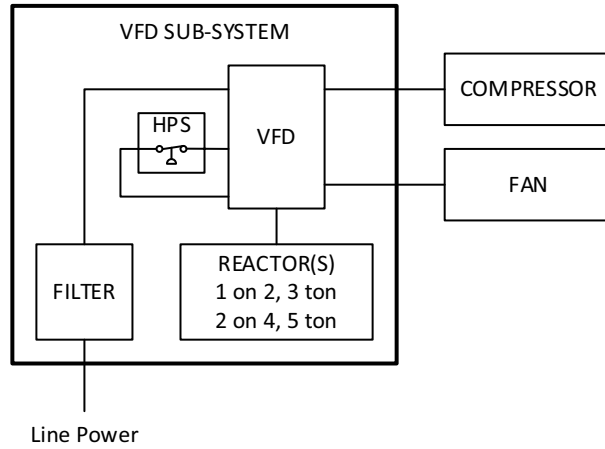 VFD SUB-SYSTEM
COMPRESSOR
HPS
VFD
FAN
FILTER
REACTOR(S)
1 on 2, 3 ton
2 on 4, 5 ton
Line Power